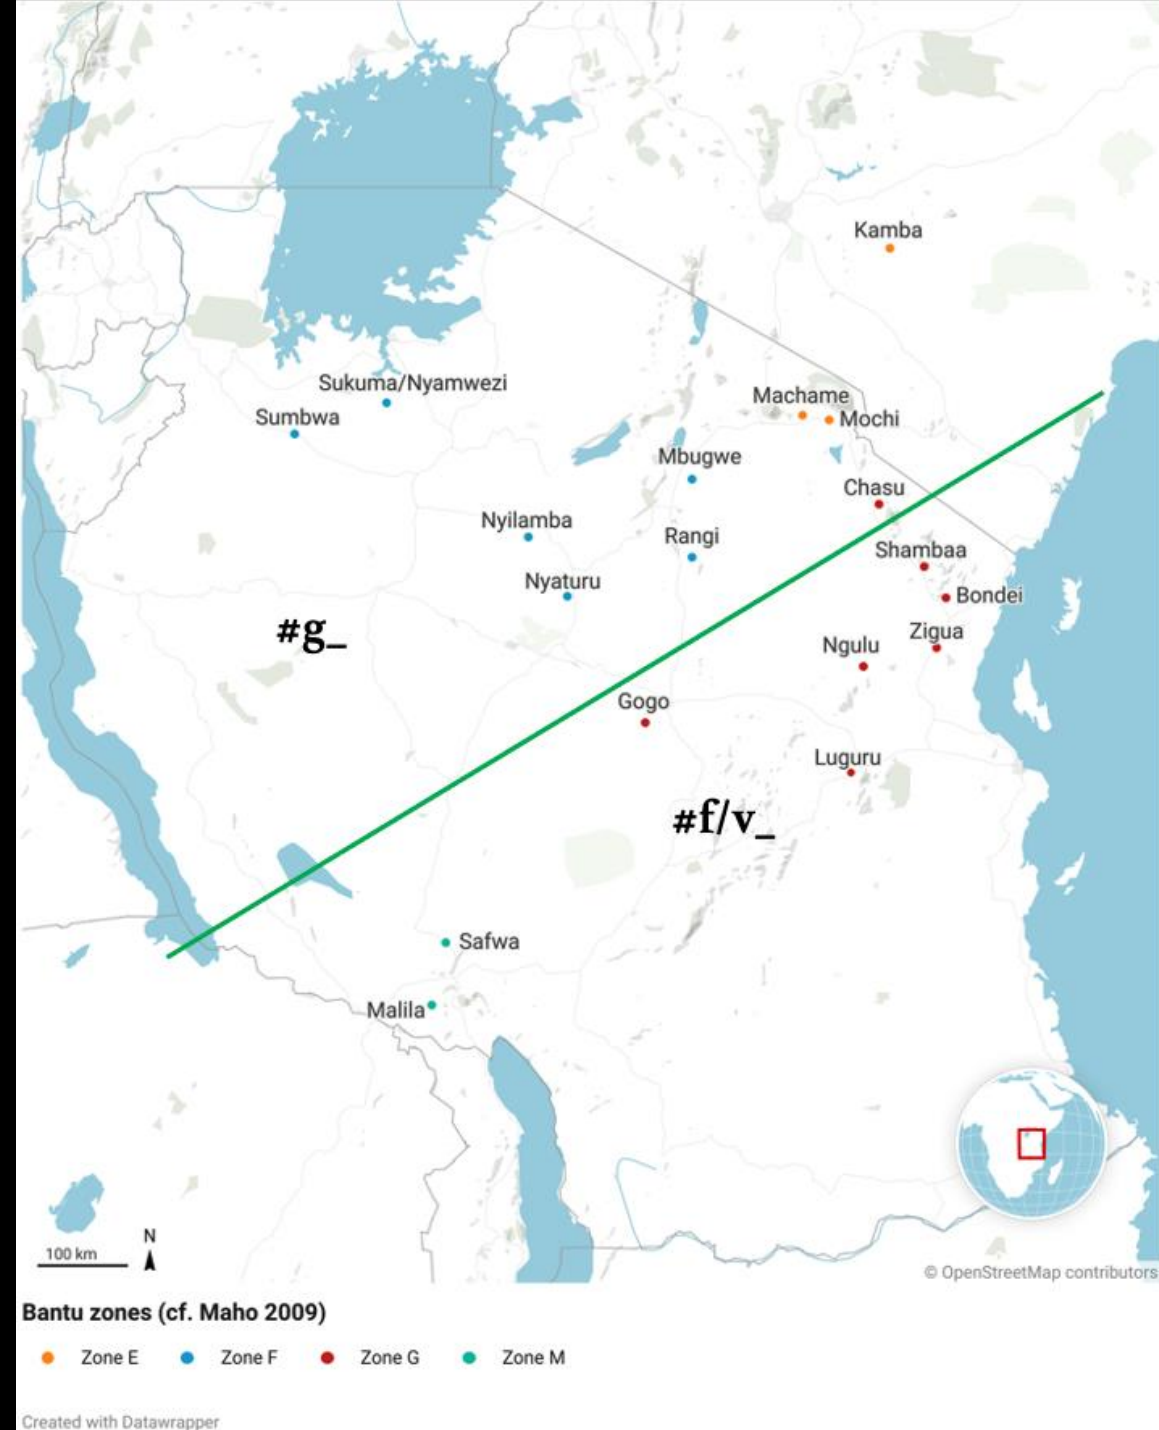 Kamba
Sukuma/Nyamwezi
Sumbwa
Machame
Mochi
Mbugwe
Chasu
Nyilamba
Rangi
Shambaa
Nyaturu
Bondei
#g_
Zigua
Ngulu
Gogo
Luguru
#f/v_
Safwa
Malila
N
100 km
© OpenStreetMap contributors
Bantu zones (cf. Maho 2009)
Zone E Zone F Zone G Zone M
Created with Datawrapper